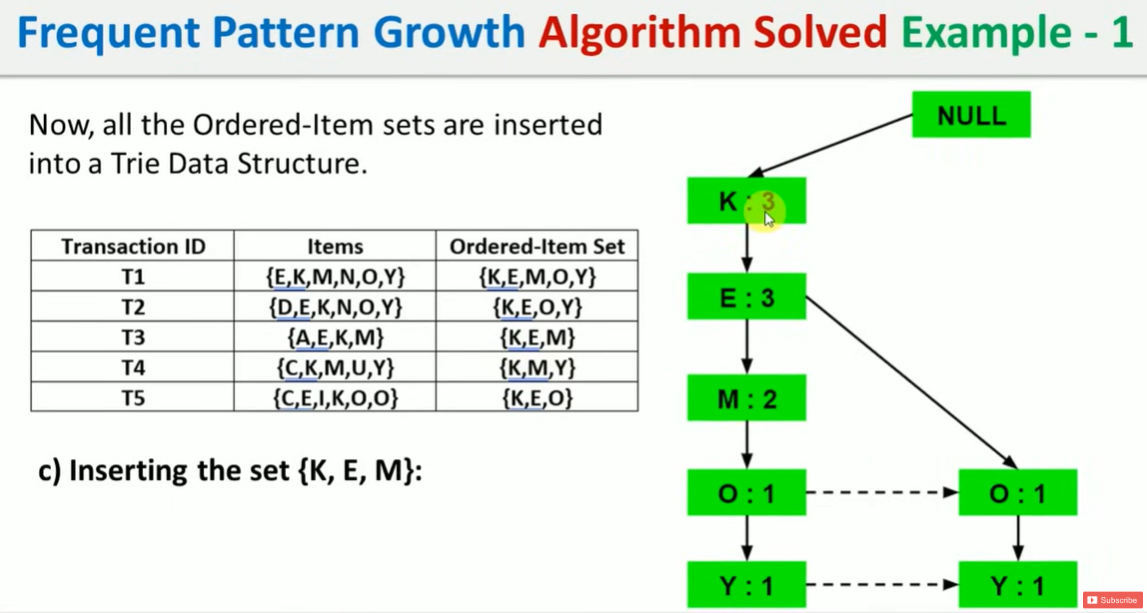 Frequent Pattern Growth Algorithm Solved Example - 1
Now, all the Ordered-Item sets are inserted
into a Trie Data Structure.
Transaction ID Items Ordered-Item Set
T1 {E,K,M,N,O,Y} {K,E,M,O,Y}
T2 {D,E,K,N,O,Y} {K,E,O,Y}
T3 {A,E,K,M} {K,E,M}
T4 {C,K,M,U,Y} {K,M,Y}
T5 {C,E,I,K,O,O} {K,E,O}
c) Inserting the set {K, E, M}:
NULL
K : 3
E : 3
M : 2
O : 1 O : 1
Y : 1 Y : 1
Subscribe